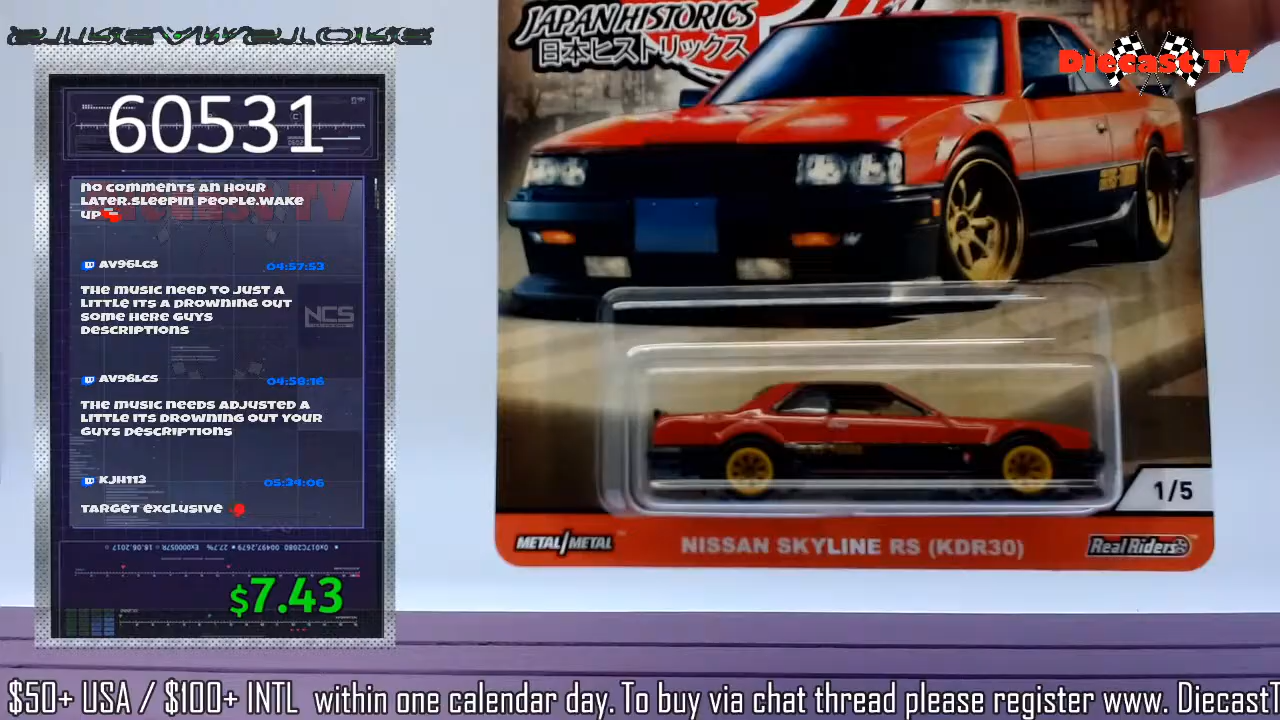 JAPAN HISTORICS
日本ヒストリックス
Diecast TV
60531
NO COMMENTS AN HOUR
LATER.SLEEPIN PEOPLE.WAKE
UP
AV96LCS 04:57:53
THE MUSIC NEED TO JUST A
LITTLE ITS A DROWNING OUT
SOME HERE GUYS
DESCRIPTIONS
NCS
AV96LCS 04:58:16
THE MUSIC NEEDS ADJUSTED A
LITTLE ITS DROWNING OUT YOUR
GUYS DESCRIPTIONS
KJH113 05:34:06
TARGET EXCLUSIVE
$7.43
1/5
METAL/METAL™
NISSAN SKYLINE RS (KDR30)
Real Riders™
$50+ USA / $100+ INTL within one calendar day. To buy via chat thread please register www. DiecastT